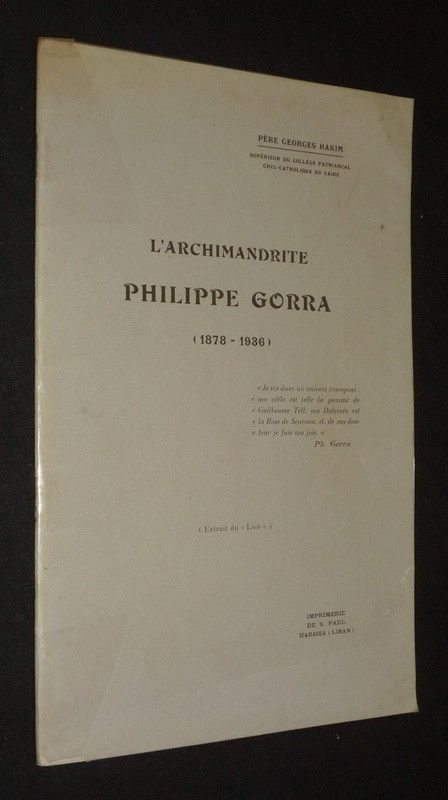 PÈRE GEORGES HAKIM
SUPÉRIEUR DU COLLÈGE PATRIARCAL
GREC-CATHOLIQUE DU CAIRE
L'ARCHIMANDRITE
PHILIPPE GORRA
(1878 - 1936)
« Je vis dans un univers transposé :
« ma cible est telle la pomme de
« Guillaume Tell, ma Dulcinée est
« la Rose de Saarons, et, de ma dou-
« leur je fais ma joie. »
Ph. Gorra
(Extrait du « Lien »)
IMPRIMERIE
DE S. PAUL
HARISSA (LIBAN)